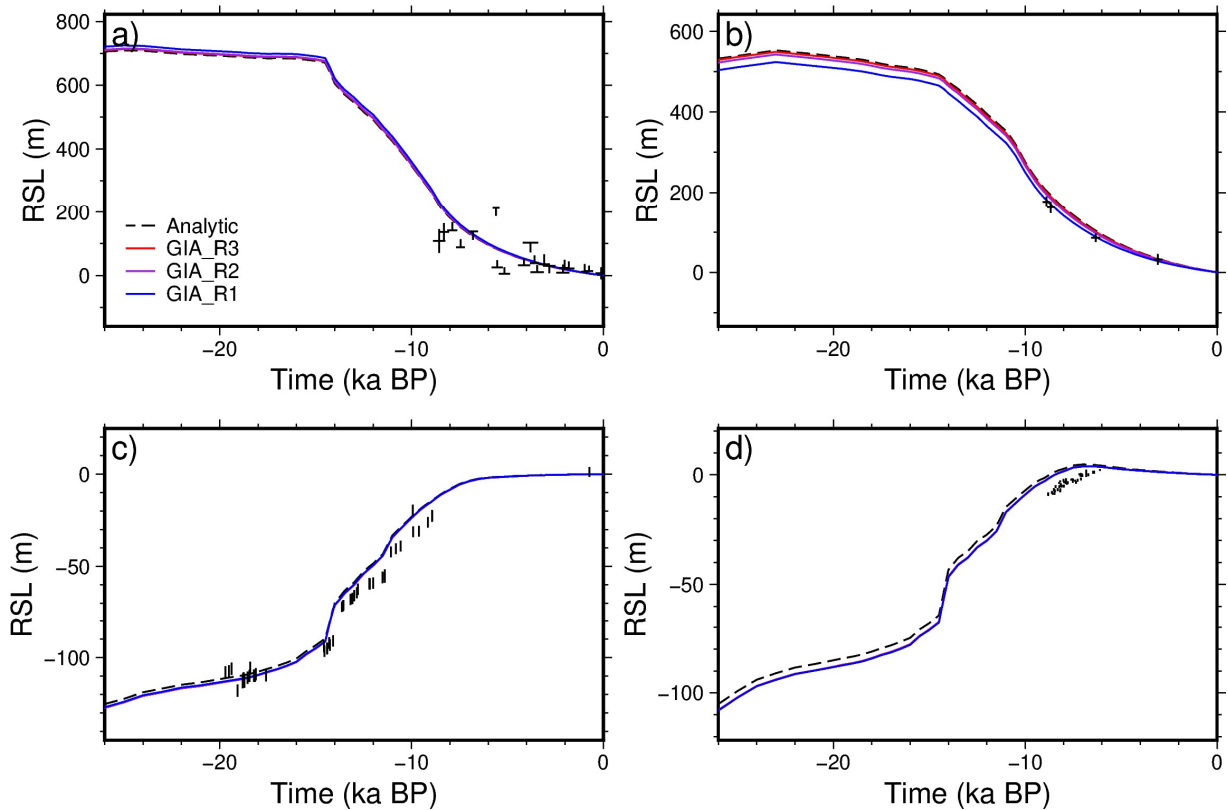 a)
800
600
400
200
0
RSL (m)
Analytic
GIA_R3
GIA_R2
GIA_R1
−20
−10
0
Time (ka BP)
b)
600
400
200
0
RSL (m)
−20
−10
0
Time (ka BP)
c)
0
−50
−100
RSL (m)
−20
−10
0
Time (ka BP)
d)
0
−50
−100
RSL (m)
−20
−10
0
Time (ka BP)